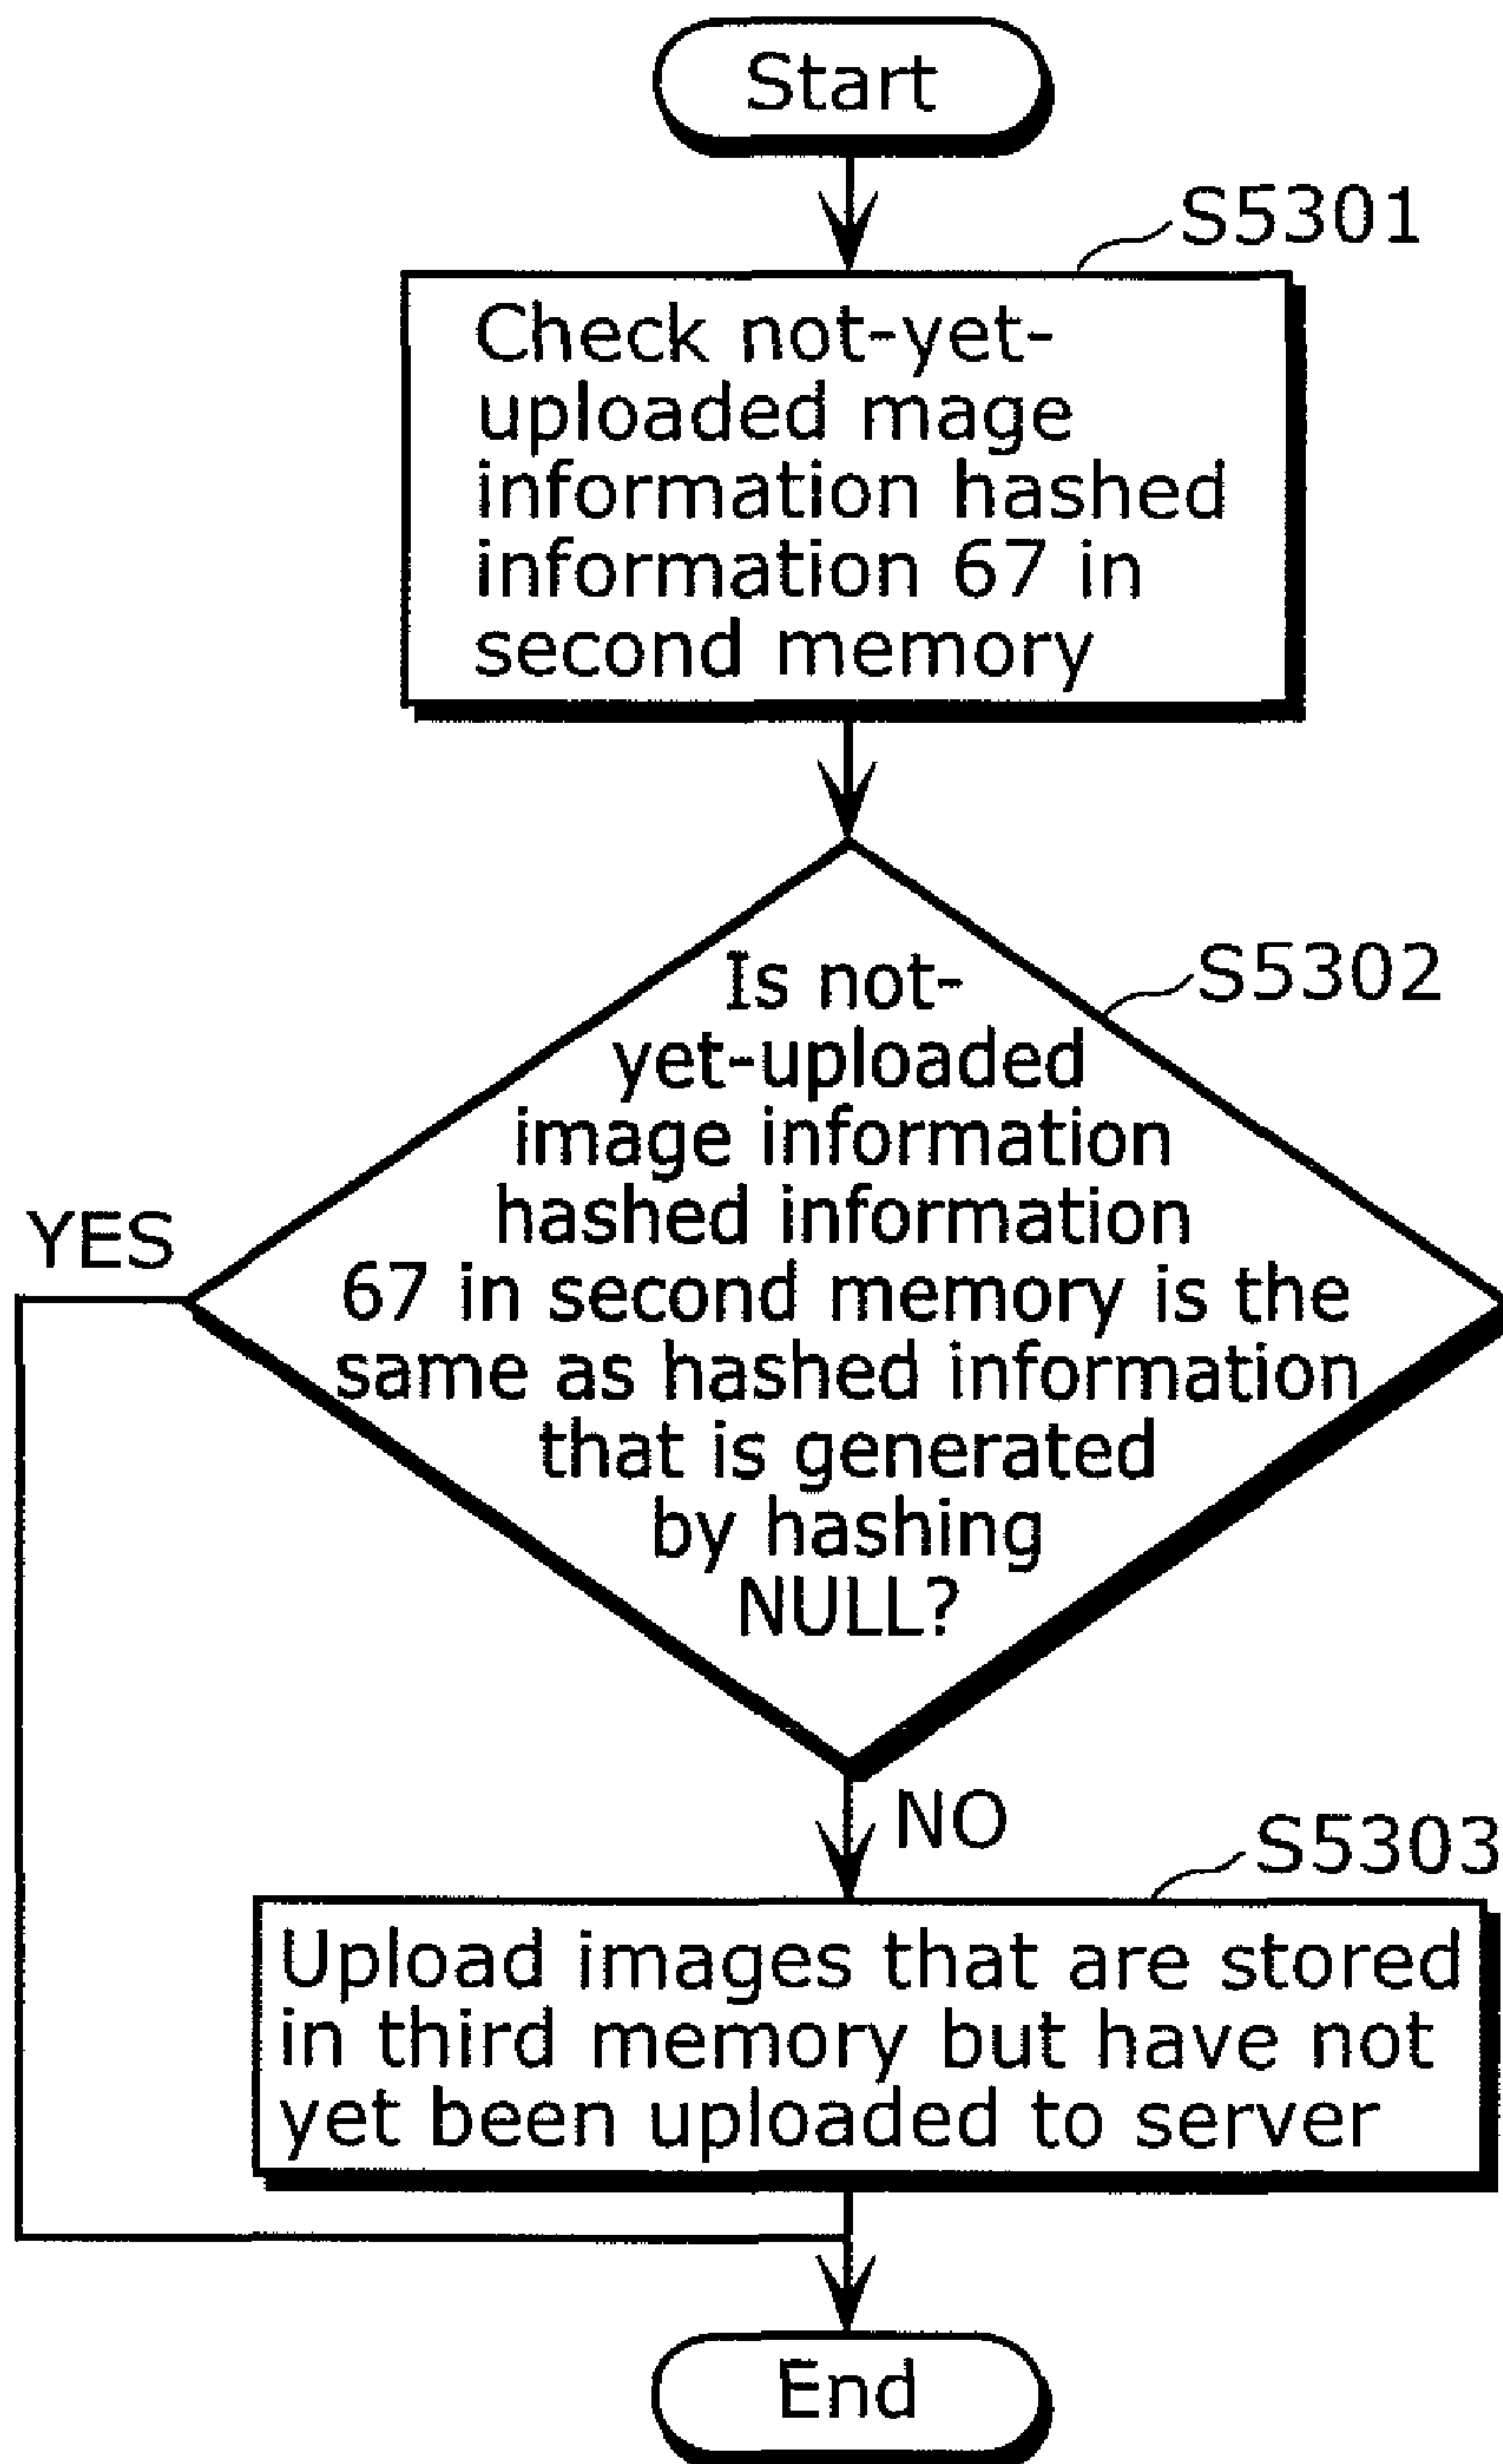 Start
S5301
Check not-yet-
uploaded mage
information hashed
information 67 in
second memory
S5302
Is not-
yet-uploaded
image information
hashed information
67 in second memory is the
same as hashed information
that is generated
by hashing
NULL?
YES
NO
S5303
Upload images that are stored
in third memory but have not
yet been uploaded to server
End